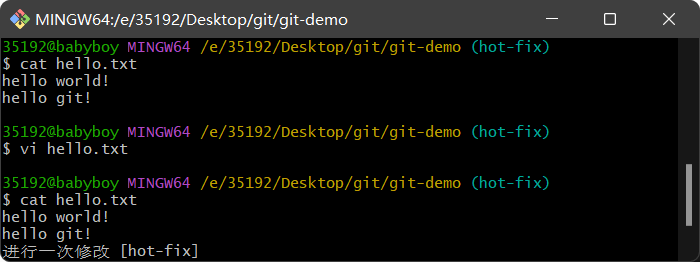 MINGW64:/e/35192/Desktop/git/git-demo
35192@babyboy MINGW64 /e/35192/Desktop/git/git-demo (hot-fix)
$ cat hello.txt
hello world!
hello git!
35192@babyboy MINGW64 /e/35192/Desktop/git/git-demo (hot-fix)
$ vi hello.txt
35192@babyboy MINGW64 /e/35192/Desktop/git/git-demo (hot-fix)
$ cat hello.txt
hello world!
hello git!
进行一次修改 [hot-fix]